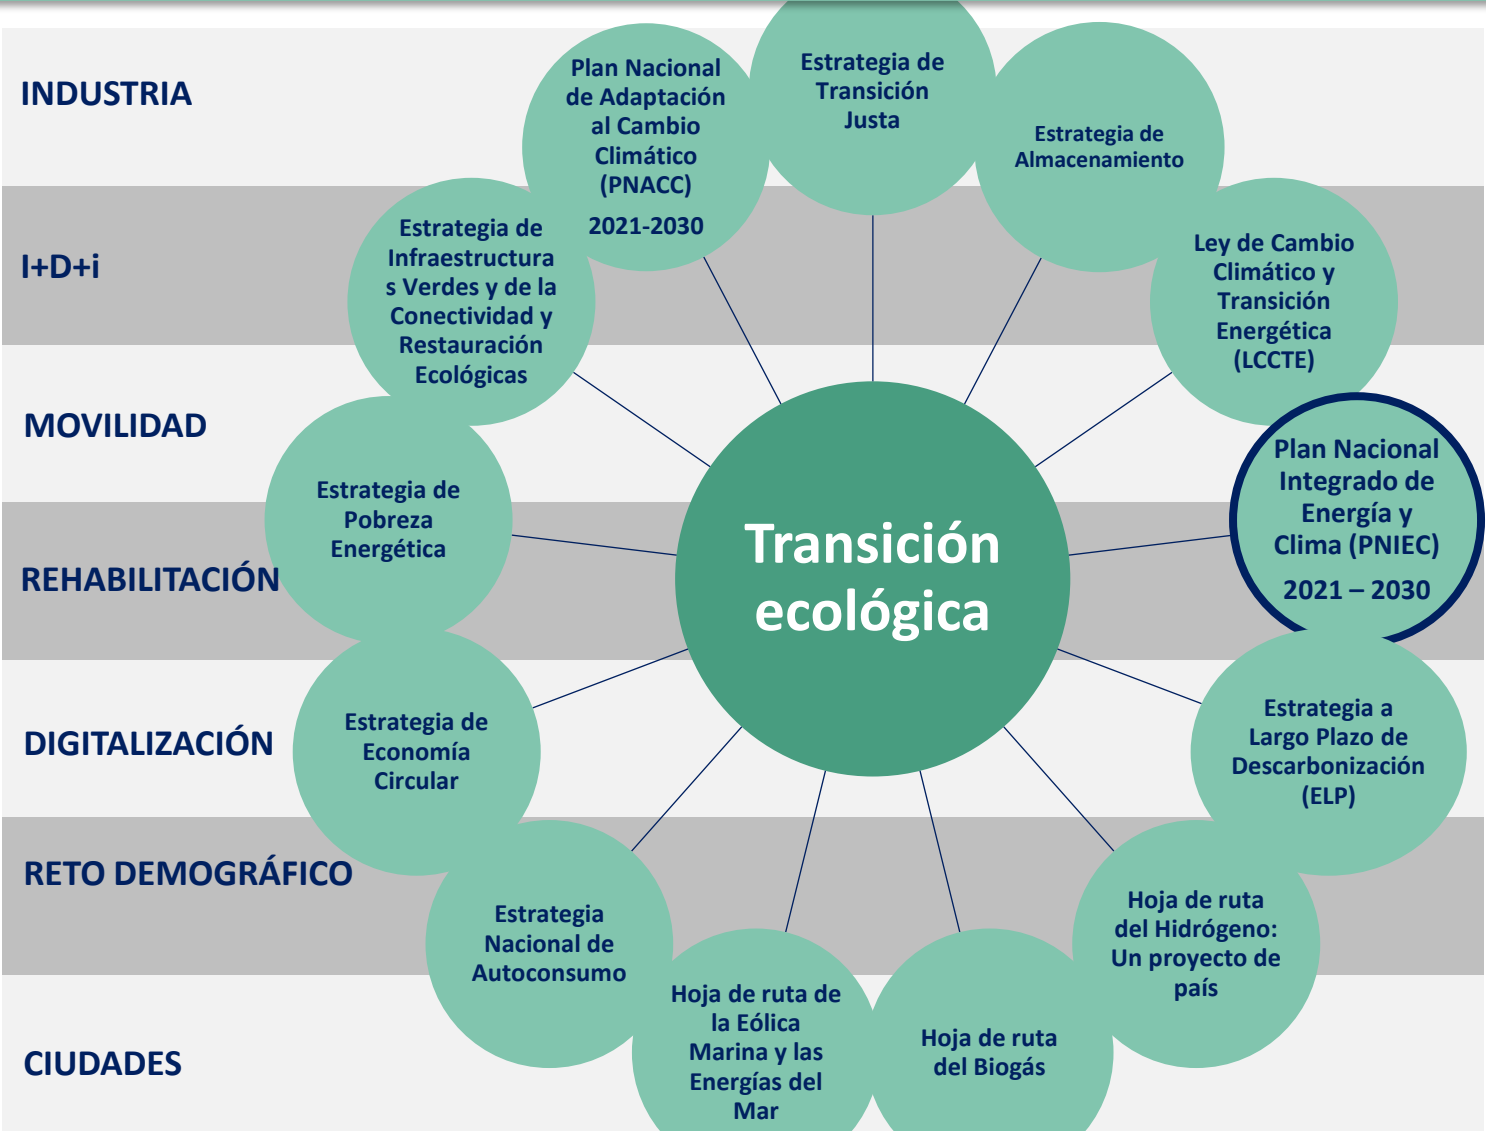 INDUSTRIA
I+D+i
MOVILIDAD
REHABILITACIÓN
DIGITALIZACIÓN
RETO DEMOGRÁFICO
CIUDADES
Transición
ecológica
Estrategia de
Transición
Justa
Estrategia de
Almacenamiento
Ley de Cambio
Climático y
Transición
Energética
(LCCTE)
Plan Nacional
Integrado de
Energía y
Clima (PNIEC)
2021 – 2030
Estrategia a
Largo Plazo de
Descarbonización
(ELP)
Hoja de ruta
del Hidrógeno:
Un proyecto de
país
Hoja de ruta
del Biogás
Hoja de ruta de
la Eólica
Marina y las
Energías del
Mar
Estrategia
Nacional de
Autoconsumo
Estrategia de
Economía
Circular
Estrategia de
Pobreza
Energética
Estrategia de
Infraestructura
s Verdes y de la
Conectividad y
Restauración
Ecológicas
Plan Nacional
de Adaptación
al Cambio
Climático
(PNACC)
2021-2030